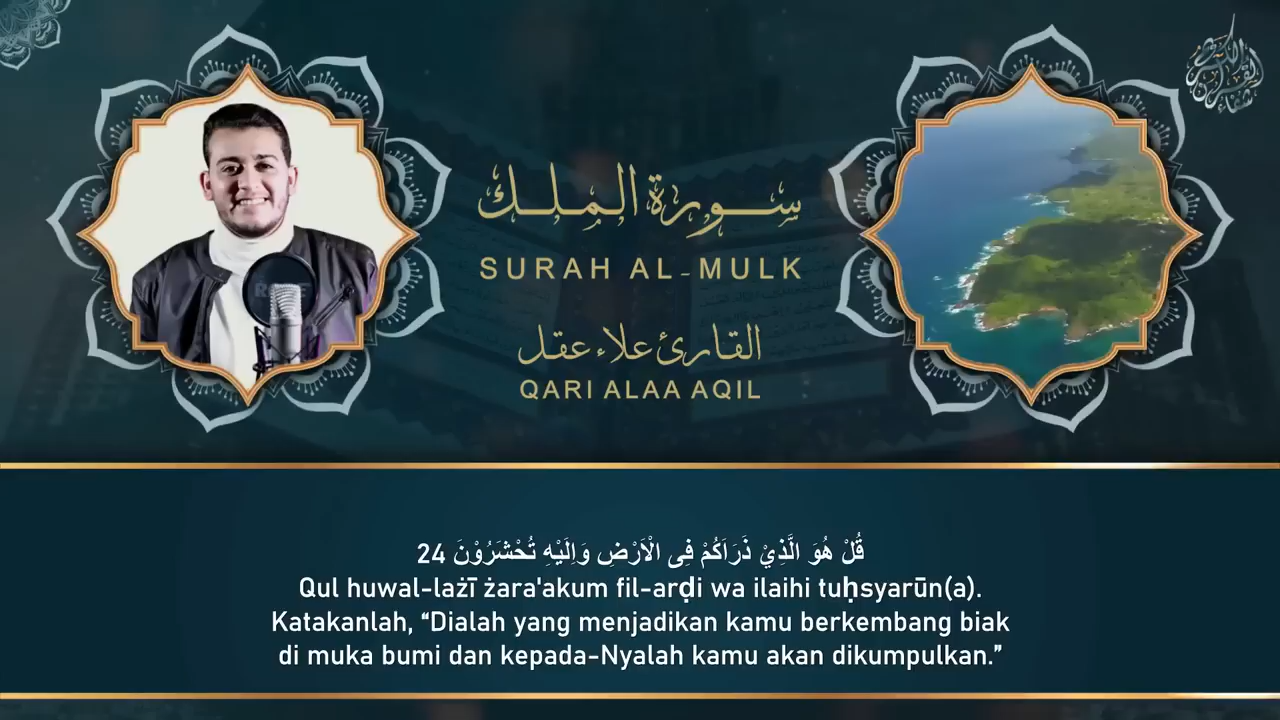 سورة الملك
SURAH AL-MULK
القارئ علاء عقل
QARI ALAA AQIL
قُلْ هُوَ الَّذِيْ ذَرَاَكُمْ فِى الْاَرْضِ وَاِلَيْهِ تُحْشَرُوْنَ 24
Qul huwal-lażī żara'akum fil-arḍi wa ilaihi tuḥsyarūn(a).
Katakanlah, “Dialah yang menjadikan kamu berkembang biak
di muka bumi dan kepada-Nyalah kamu akan dikumpulkan.”